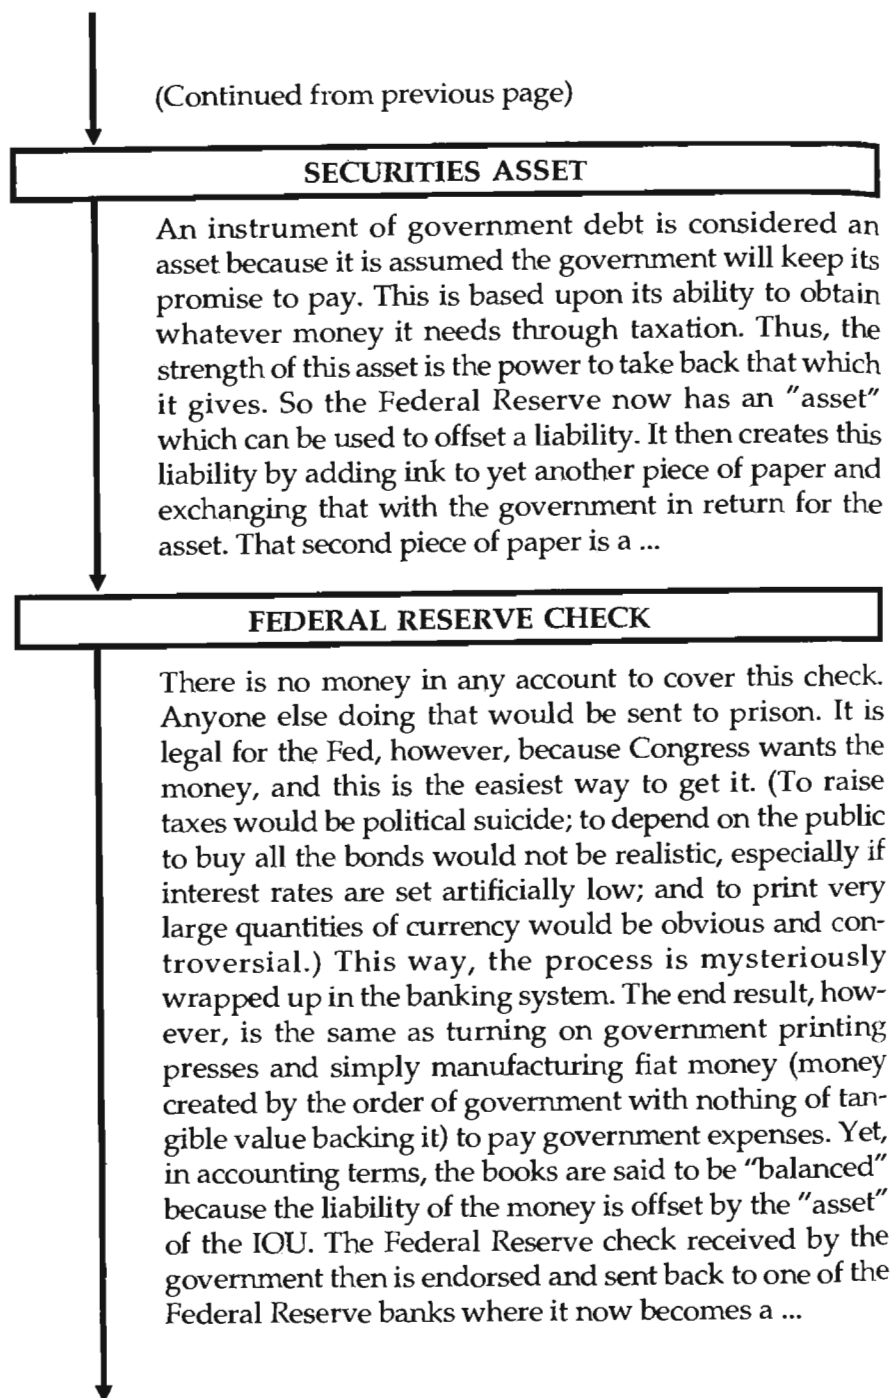 (Continued from previous page)
SECURITIES ASSET
An instrument of government debt is considered an
asset because it is assumed the government will keep its
promise to pay. This is based upon its ability to obtain
whatever money it needs through taxation. Thus, the
strength of this asset is the power to take back that which
it gives. So the Federal Reserve now has an "asset"
which can be used to offset a liability. It then creates this
liability by adding ink to yet another piece of paper and
exchanging that with the government in return for the
asset. That second piece of paper is a ...
FEDERAL RESERVE CHECK
There is no money in any account to cover this check.
Anyone else doing that would be sent to prison. It is
legal for the Fed, however, because Congress wants the
money, and this is the easiest way to get it. (To raise
taxes would be political suicide; to depend on the public
to buy all the bonds would not be realistic, especially if
interest rates are set artificially low; and to print very
large quantities of currency would be obvious and con-
troversial.) This way, the process is mysteriously
wrapped up in the banking system. The end result, how-
ever, is the same as turning on government printing
presses and simply manufacturing fiat money (money
created by the order of government with nothing of tan-
gible value backing it) to pay government expenses. Yet,
in accounting terms, the books are said to be "balanced"
because the liability of the money is offset by the "asset"
of the IOU. The Federal Reserve check received by the
government then is endorsed and sent back to one of the
Federal Reserve banks where it now becomes a ...